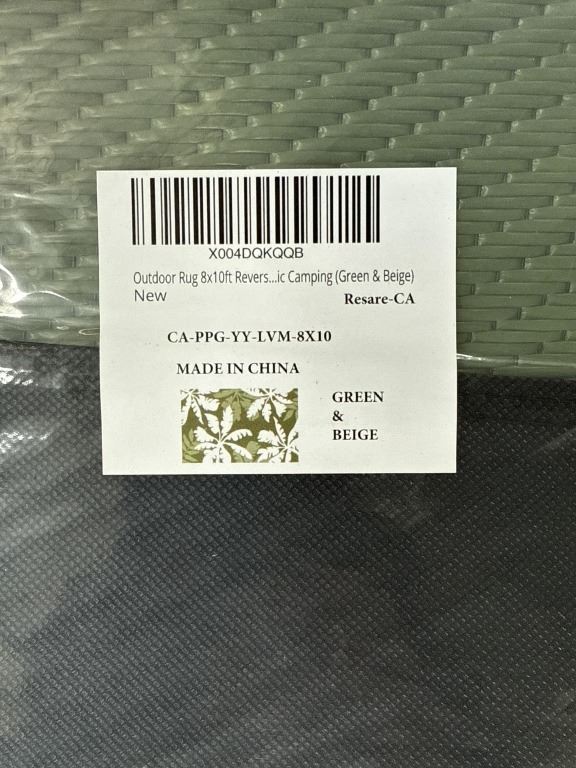 X004DQKQQB
Outdoor Rug 8x10ft Revers...ic Camping (Green & Beige)
New
Resare-CA
CA-PPG-YY-LVM-8X10
MADE IN CHINA
GREEN
&
BEIGE